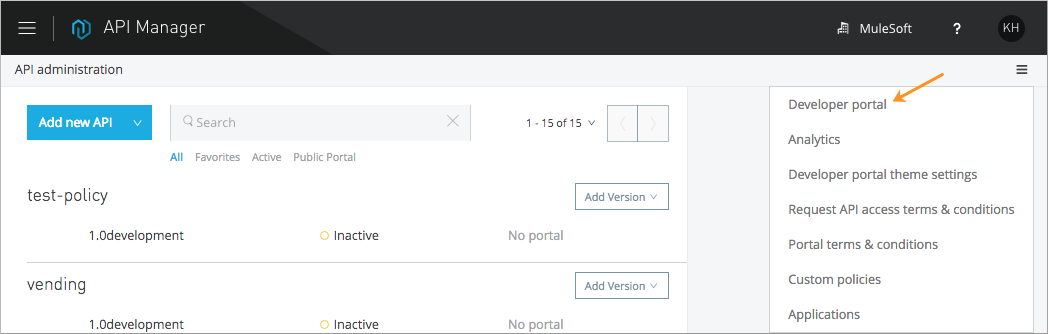 API Manager
MuleSoft
?
KH
API administration
Add new API
Search
1 - 15 of 15
All Favorites Active Public Portal
test-policy
Add Version
1.0development
Inactive
No portal
vending
Add Version
1.0development
Inactive
No portal
Developer portal
Analytics
Developer portal theme settings
Request API access terms & conditions
Portal terms & conditions
Custom policies
Applications